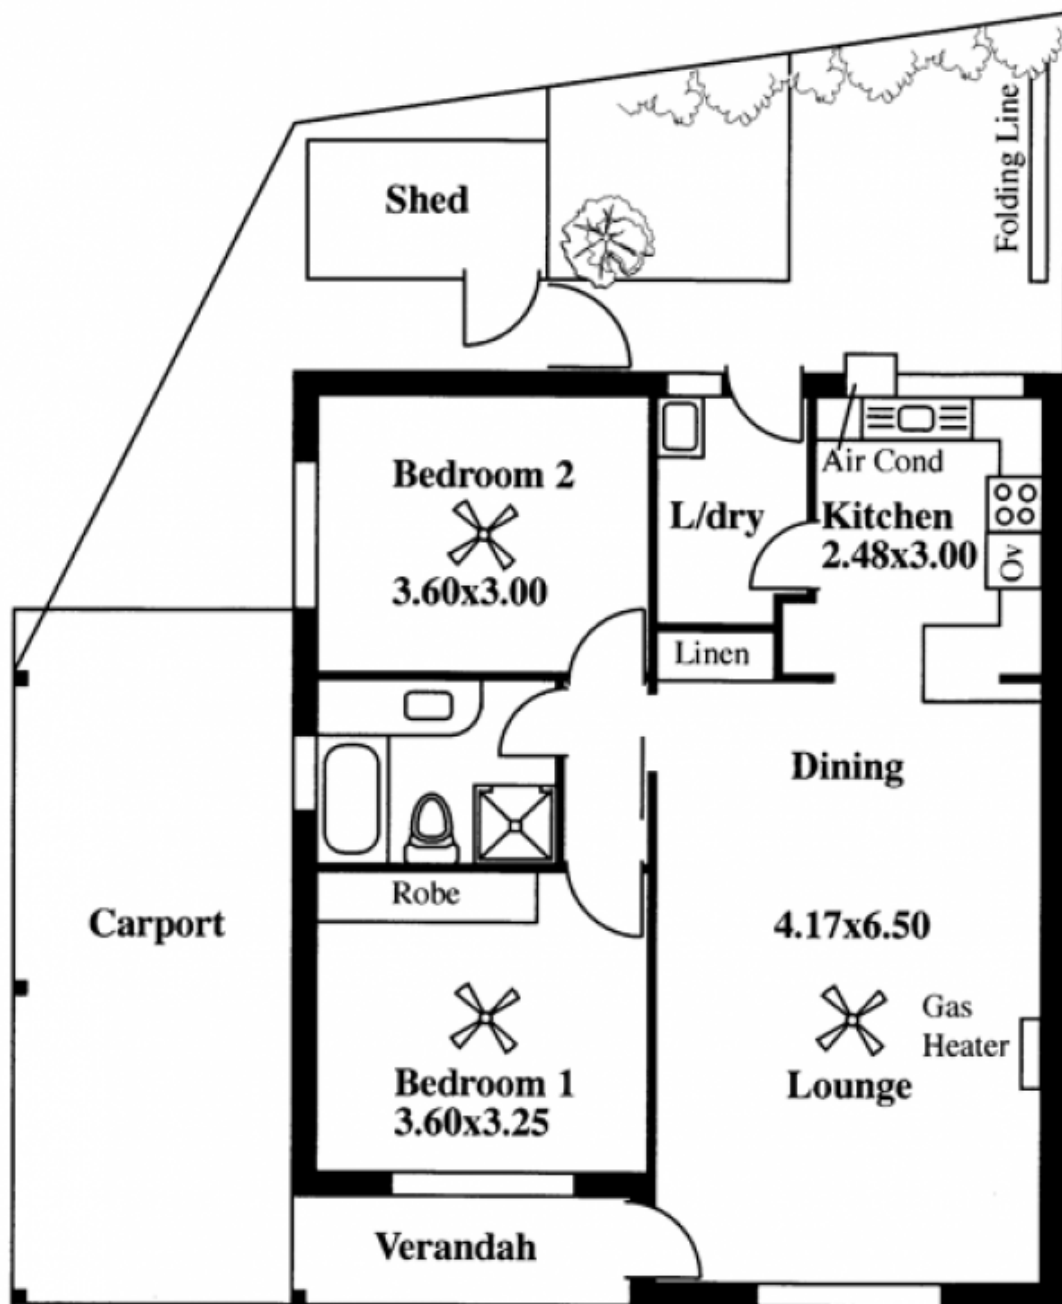 Shed
Folding Line
Bedroom 2
3.60x3.00
L/dry
Air Cond
Kitchen
2.48x3.00
Ov
Linen
Dining
Robe
Carport
4.17x6.50
Gas
Heater
Bedroom 1
3.60x3.25
Lounge
Verandah